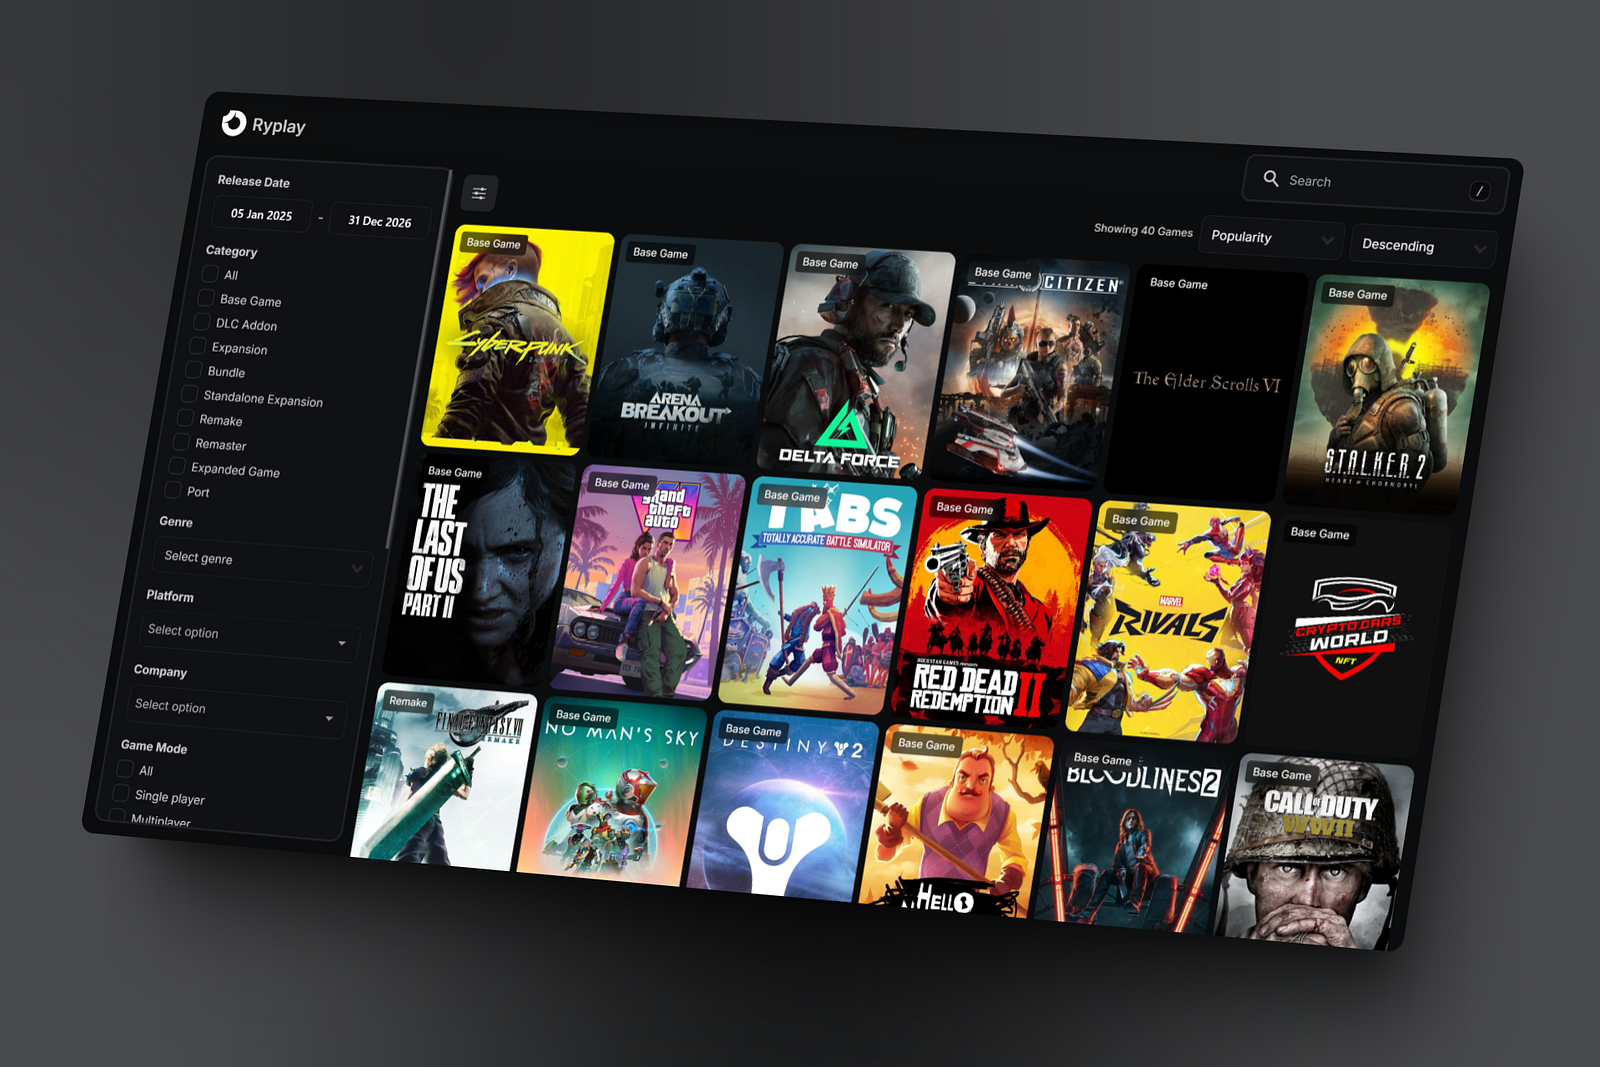 Ryplay
Search
/
Release Date
05 Jan 2025 - 31 Dec 2026
Category
All
Base Game
DLC Addon
Expansion
Bundle
Standalone Expansion
Remake
Remaster
Expanded Game
Port
Genre
Select genre
Platform
Select option
Company
Select option
Game Mode
All
Single player
Multiplayer
Showing 40 Games
Popularity
Descending
Base Game
CYBERPUNK
Base Game
ARENA
BREAKOUT
INFINITE
Base Game
DELTA FORCE
Base Game
CITIZEN
Base Game
The Elder Scrolls VI
Base Game
S.T.A.L.K.E.R. 2
HEART OF CHORNOBYL
Base Game
THE
LAST
OF US
PART II
Base Game
grand
theft
auto
Base Game
TABS
TOTALLY ACCURATE BATTLE SIMULATOR
Base Game
ROCKSTAR GAMES PRESENTS
RED DEAD
REDEMPTION II
Base Game
MARVEL
RIVALS
Base Game
CRYPTO CARS
WORLD
NFT
Remake
FINAL FANTASY VII
REMAKE
Base Game
NO MAN'S SKY
Base Game
DESTINY 2
Base Game
HELLO
Base Game
BLOODLINES 2
Base Game
CALL OF DUTY
WWII